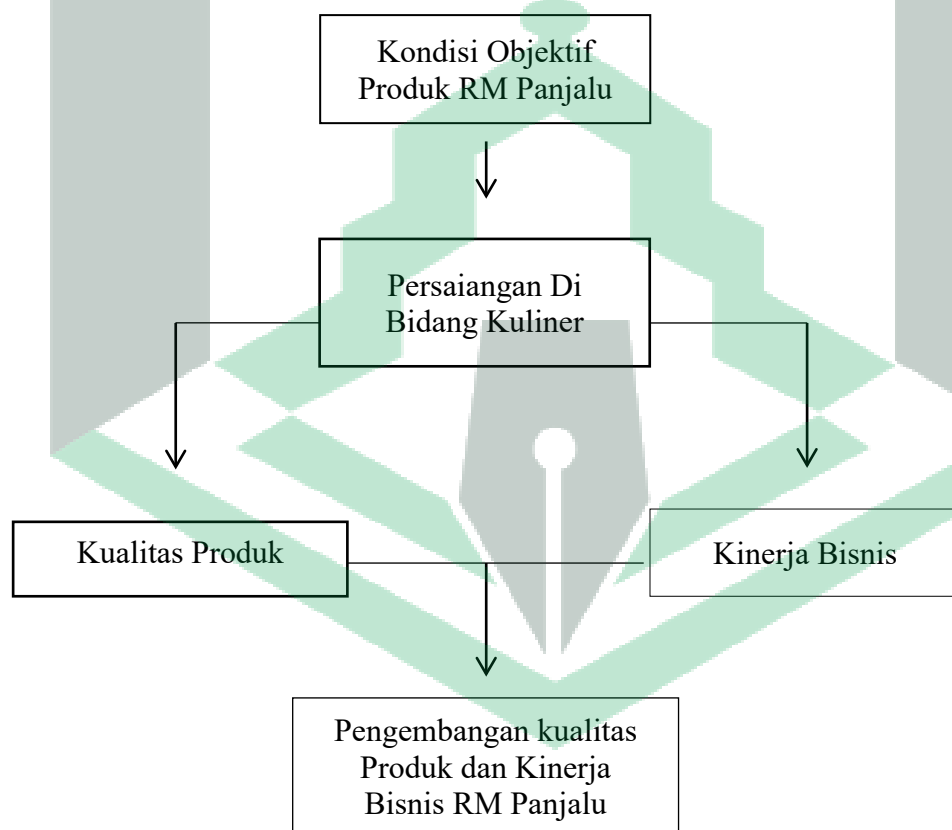 Kondisi Objektif
Produk RM Panjalu
Persaiangan Di
Bidang Kuliner
Kualitas Produk
Kinerja Bisnis
Pengembangan kualitas
Produk dan Kinerja
Bisnis RM Panjalu